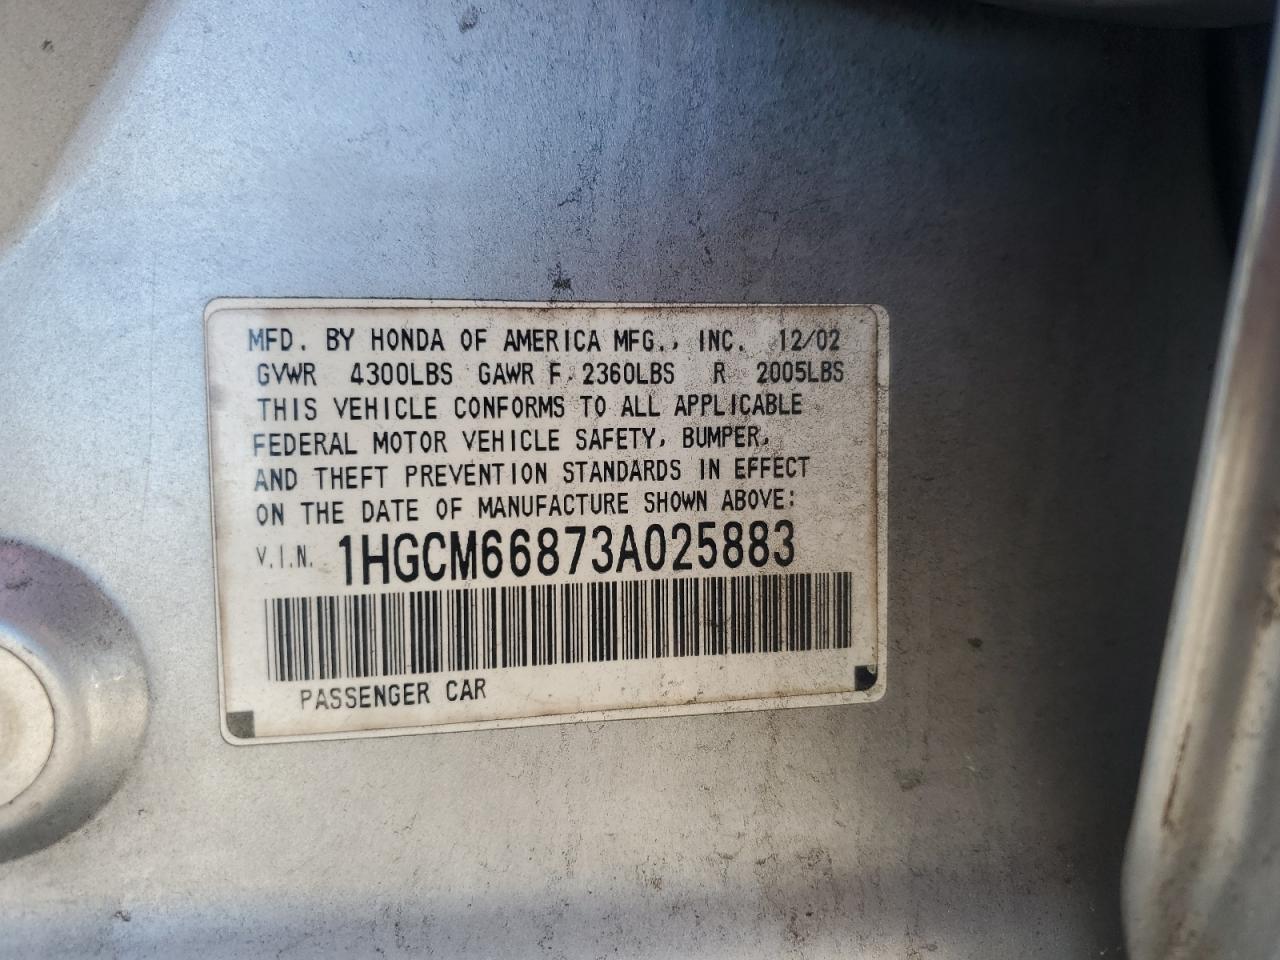 MFD. BY HONDA OF AMERICA MFG., INC. 12/02
GVWR 4300LBS GAWR F 2360LBS R 2005LBS
THIS VEHICLE CONFORMS TO ALL APPLICABLE
FEDERAL MOTOR VEHICLE SAFETY, BUMPER,
AND THEFT PREVENTION STANDARDS IN EFFECT
ON THE DATE OF MANUFACTURE SHOWN ABOVE:
V.I.N. 1HGCM66873A025883
PASSENGER CAR